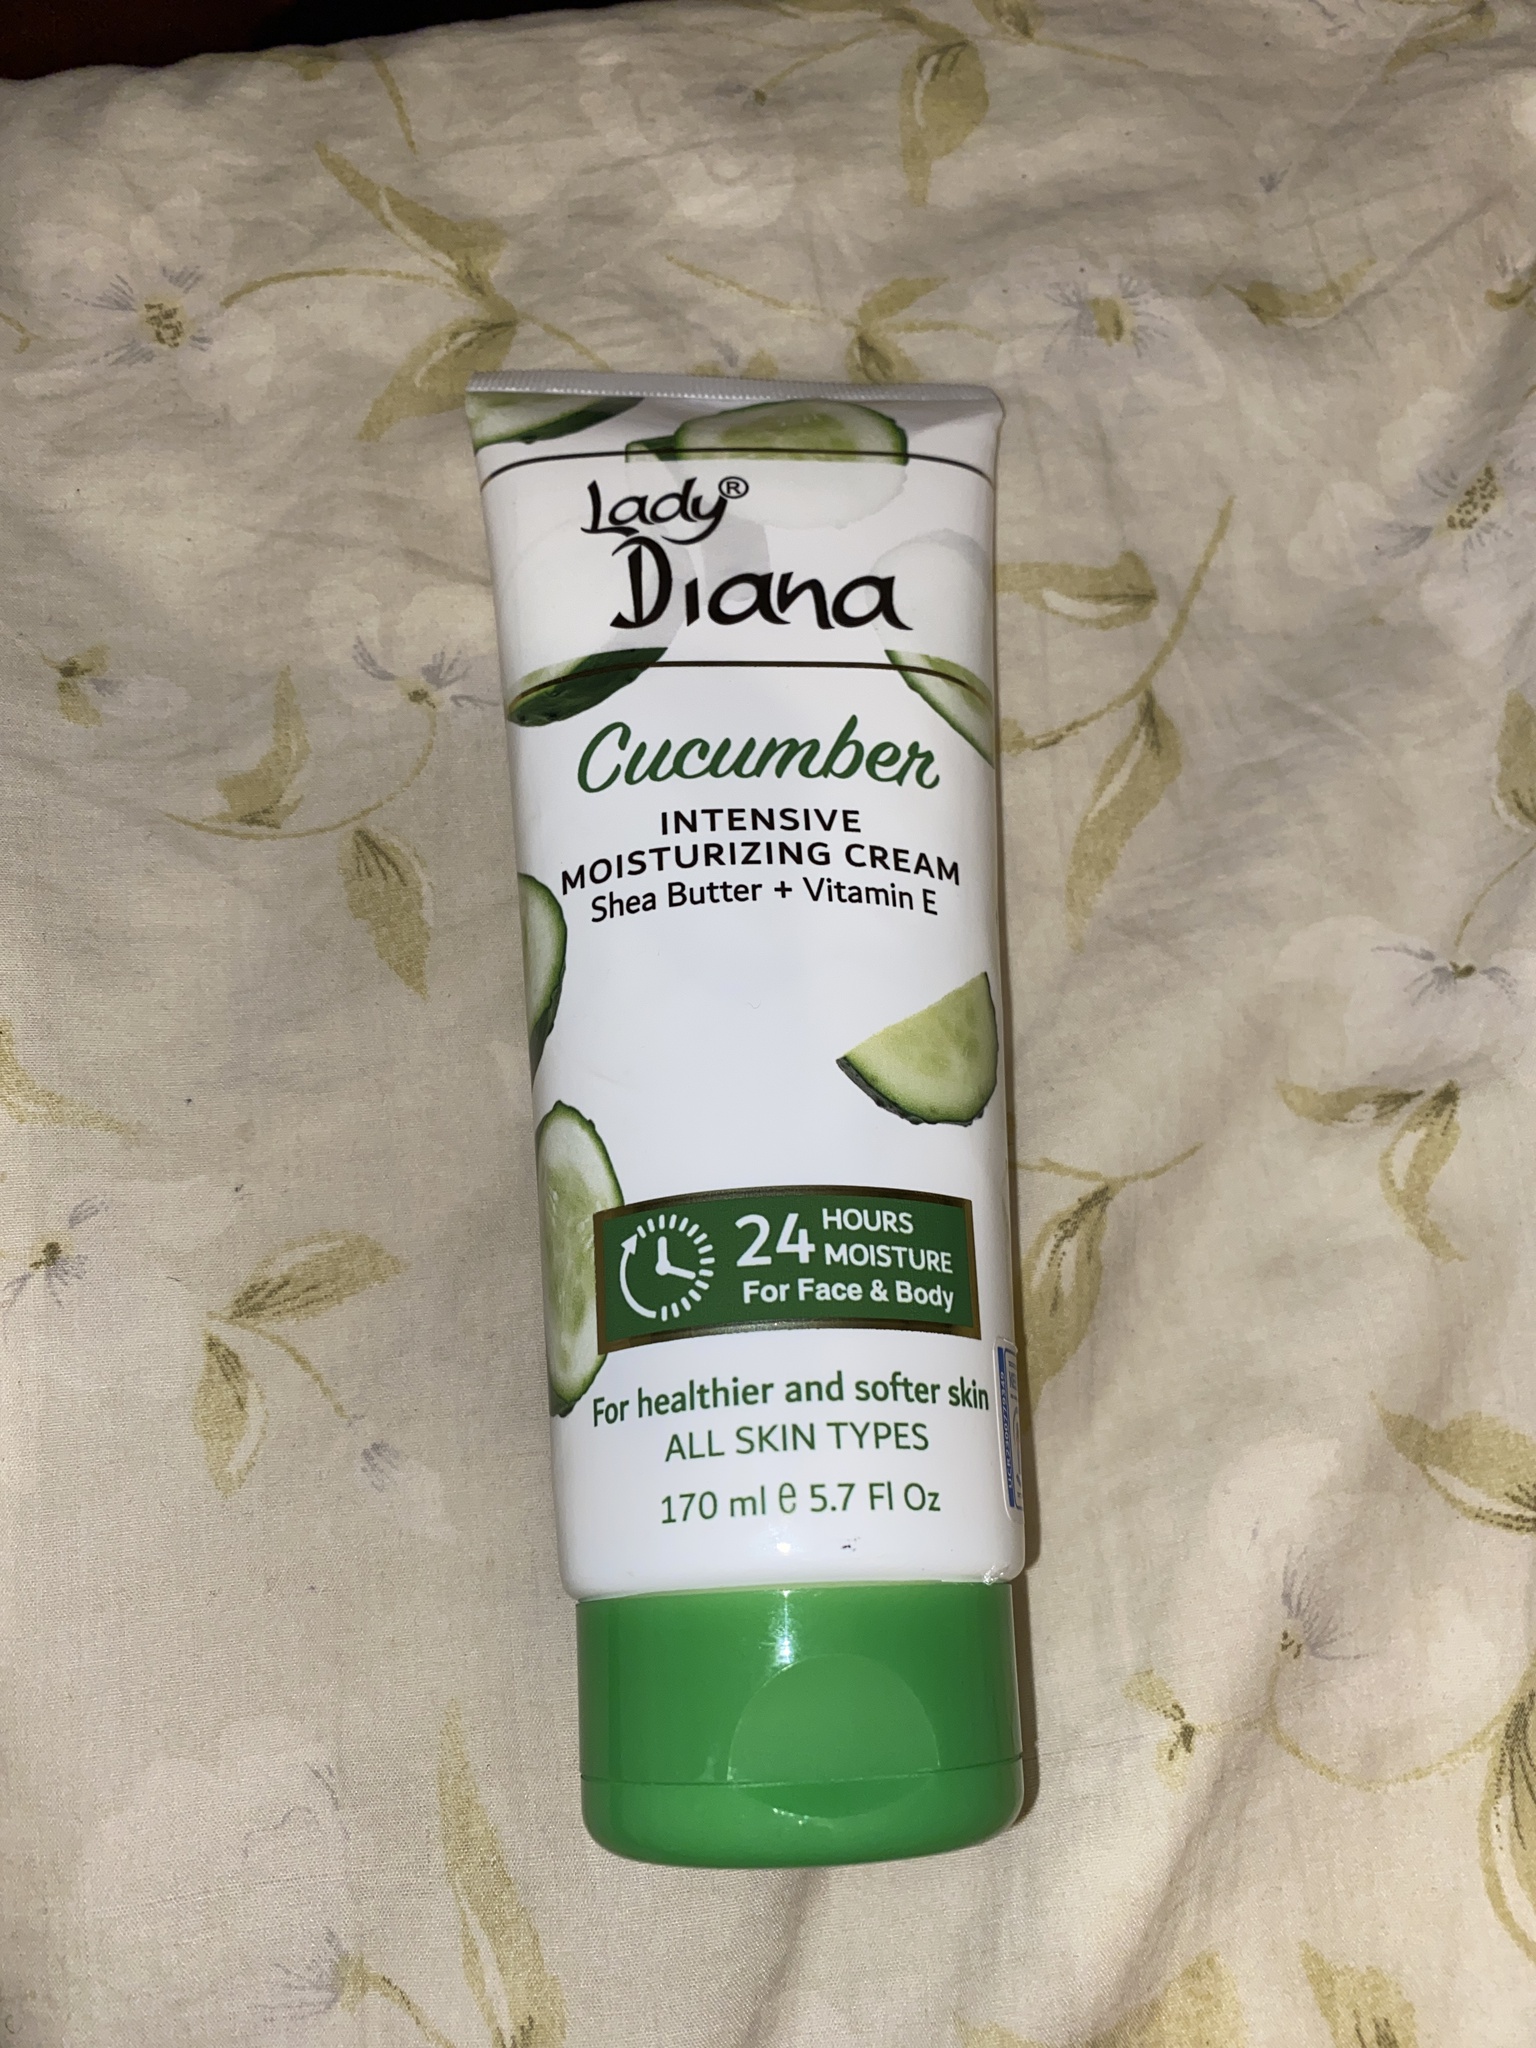 Lady®
Diana
Cucumber
INTENSIVE
MOISTURIZING CREAM
Shea Butter + Vitamin E
24 HOURS
MOISTURE
For Face & Body
For healthier and softer skin
ALL SKIN TYPES
170 ml e 5.7 Fl Oz